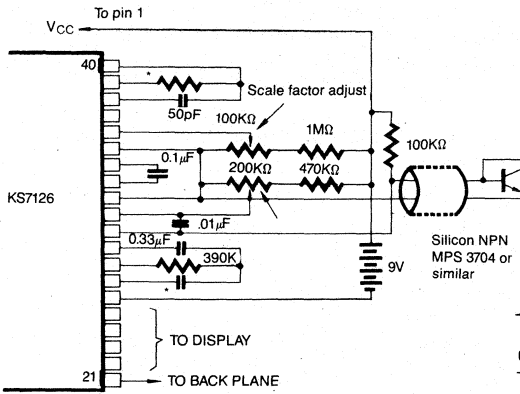 To pin 1
VCC
40
*
50pF
Scale factor adjust
100KΩ
1MΩ
100KΩ
0.1µF
200KΩ
470KΩ
KS7126
.01µF
0.33µF
390K
*
9V
Silicon NPN
MPS 3704 or
similar
TO DISPLAY
21
TO BACK PLANE